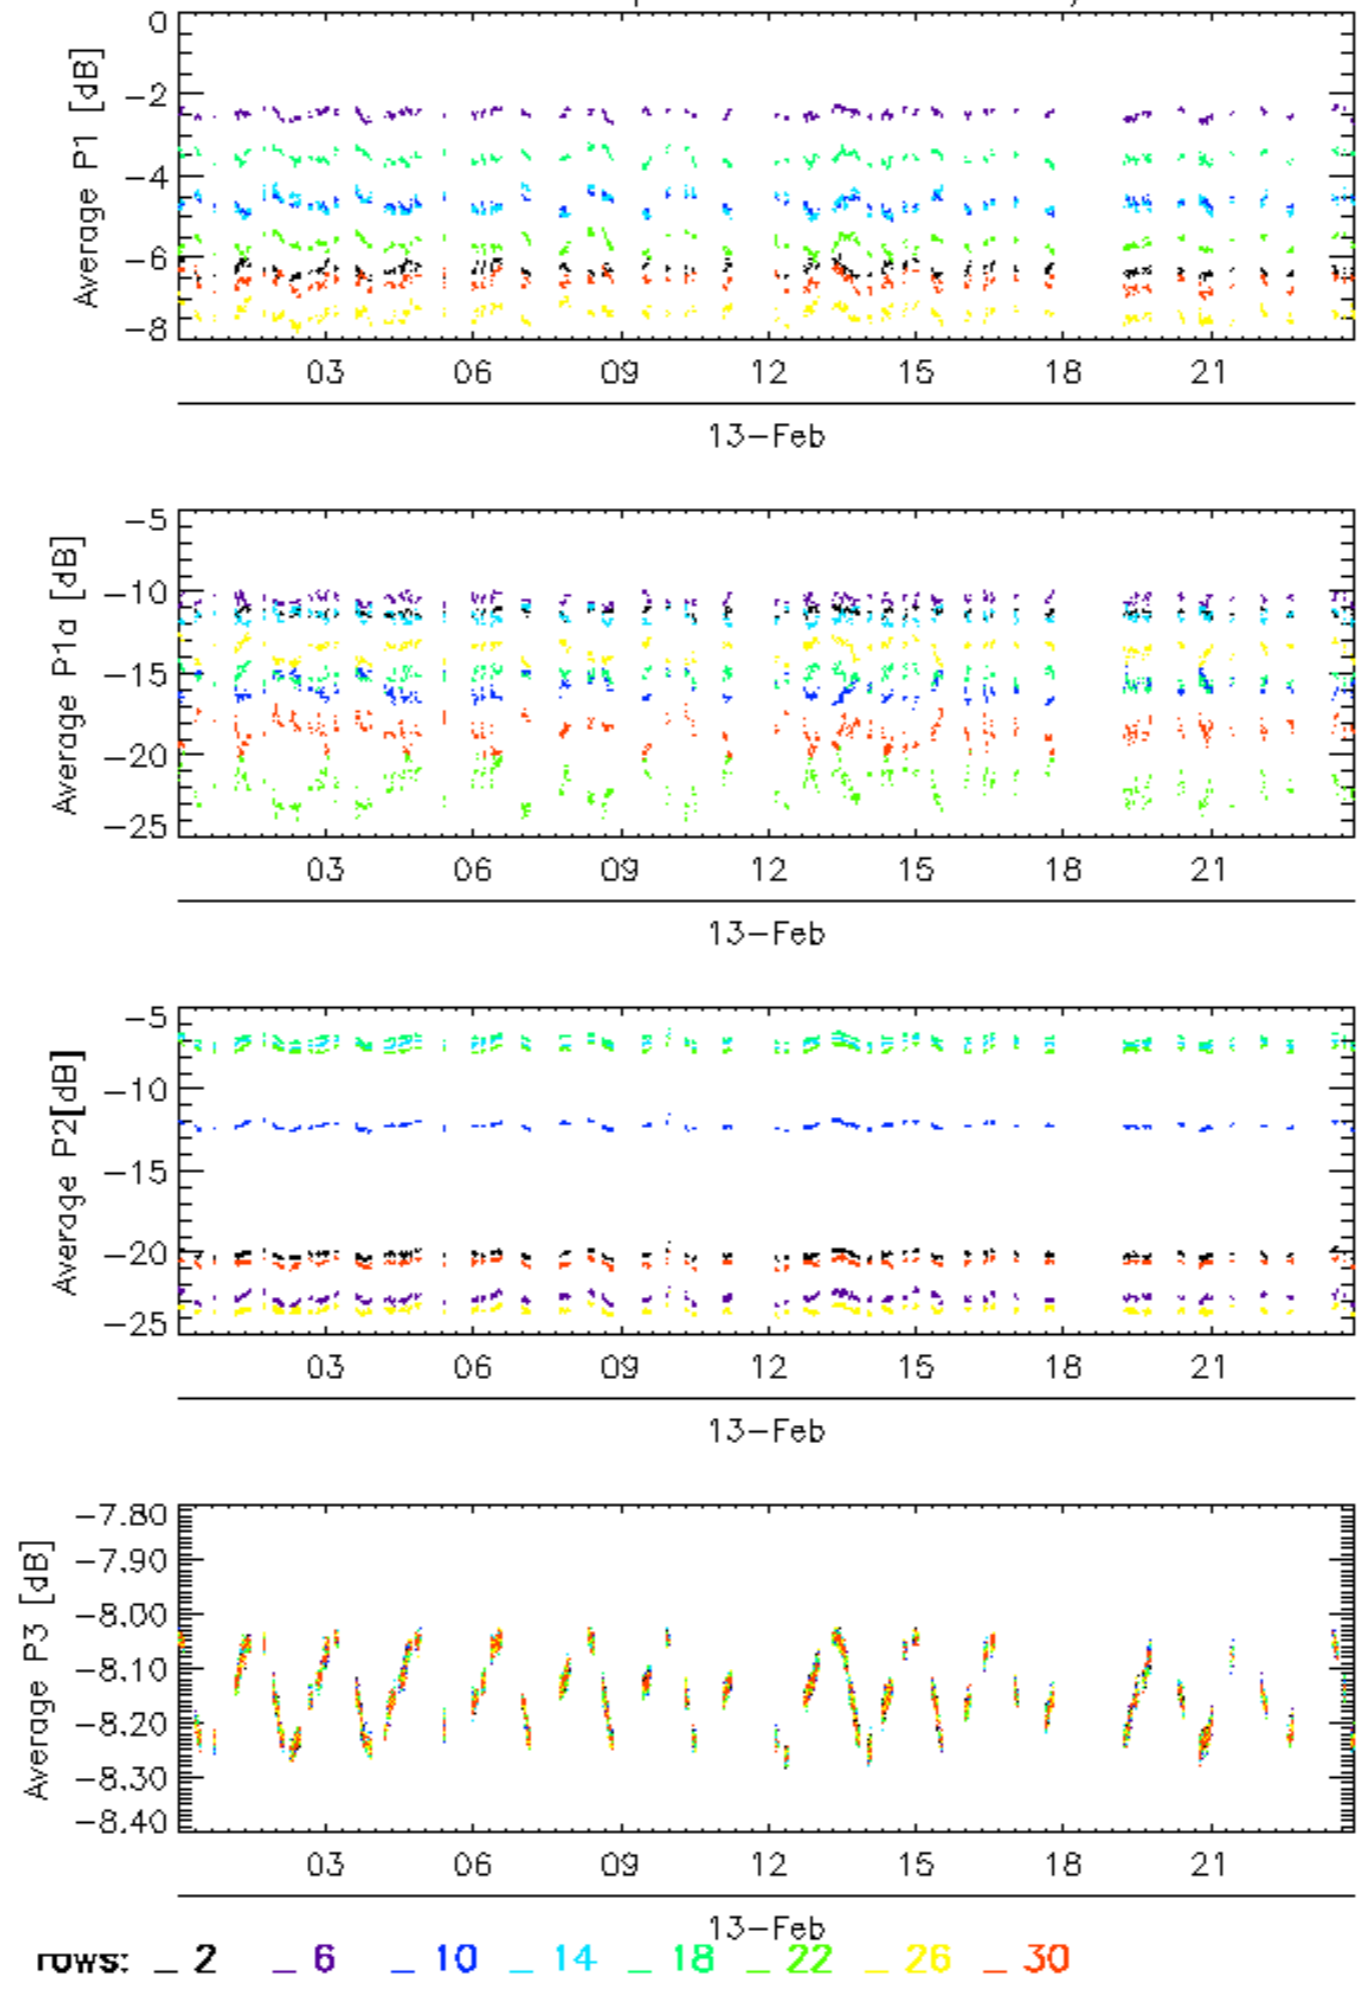 Average P1 [dB]
0
−2
−4
−6
−8
03 06 09 12 15 18 21
13−Feb
Average P1a [dB]
−5
−10
−15
−20
−25
03 06 09 12 15 18 21
13−Feb
Average P2[dB]
−5
−10
−15
−20
−25
03 06 09 12 15 18 21
13−Feb
Average P3 [dB]
−7.80
−7.90
−8.00
−8.10
−8.20
−8.30
−8.40
03 06 09 12 15 18 21
13−Feb
rows: _ 2 _ 6 _ 10 _ 14 _ 18 _ 22 _ 26 _ 30